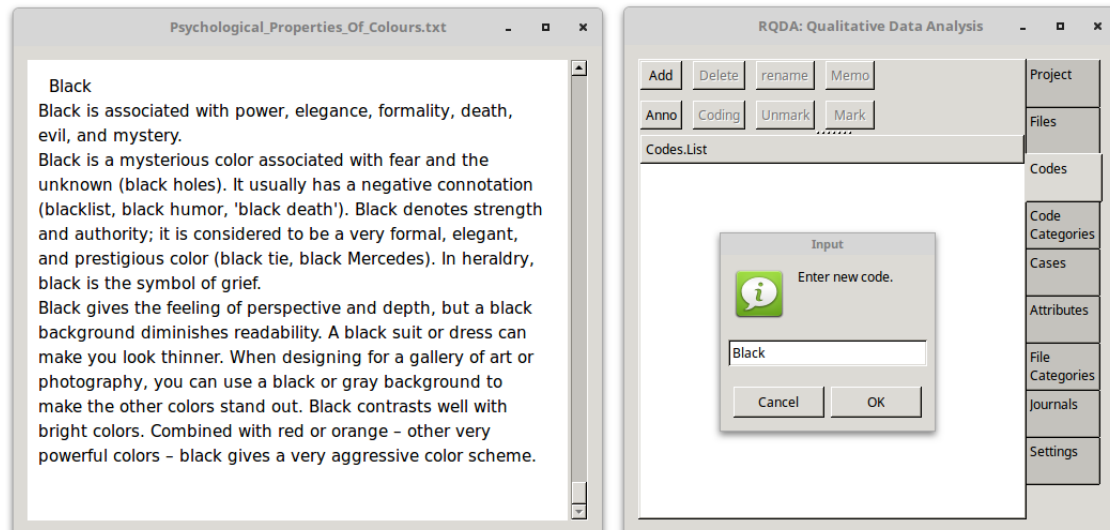 Psychological_Properties_Of_Colours.txt
Black
Black is associated with power, elegance, formality, death,
evil, and mystery.
Black is a mysterious color associated with fear and the
unknown (black holes). It usually has a negative connotation
(blacklist, black humor, 'black death'). Black denotes strength
and authority; it is considered to be a very formal, elegant,
and prestigious color (black tie, black Mercedes). In heraldry,
black is the symbol of grief.
Black gives the feeling of perspective and depth, but a black
background diminishes readability. A black suit or dress can
make you look thinner. When designing for a gallery of art or
photography, you can use a black or gray background to
make the other colors stand out. Black contrasts well with
bright colors. Combined with red or orange – other very
powerful colors – black gives a very aggressive color scheme.
RQDA: Qualitative Data Analysis
Add Delete rename Memo
Anno Coding Unmark Mark
Codes.List
Input
Enter new code.
Black
Cancel OK
Project
Files
Codes
Code
Categories
Cases
Attributes
File
Categories
Journals
Settings